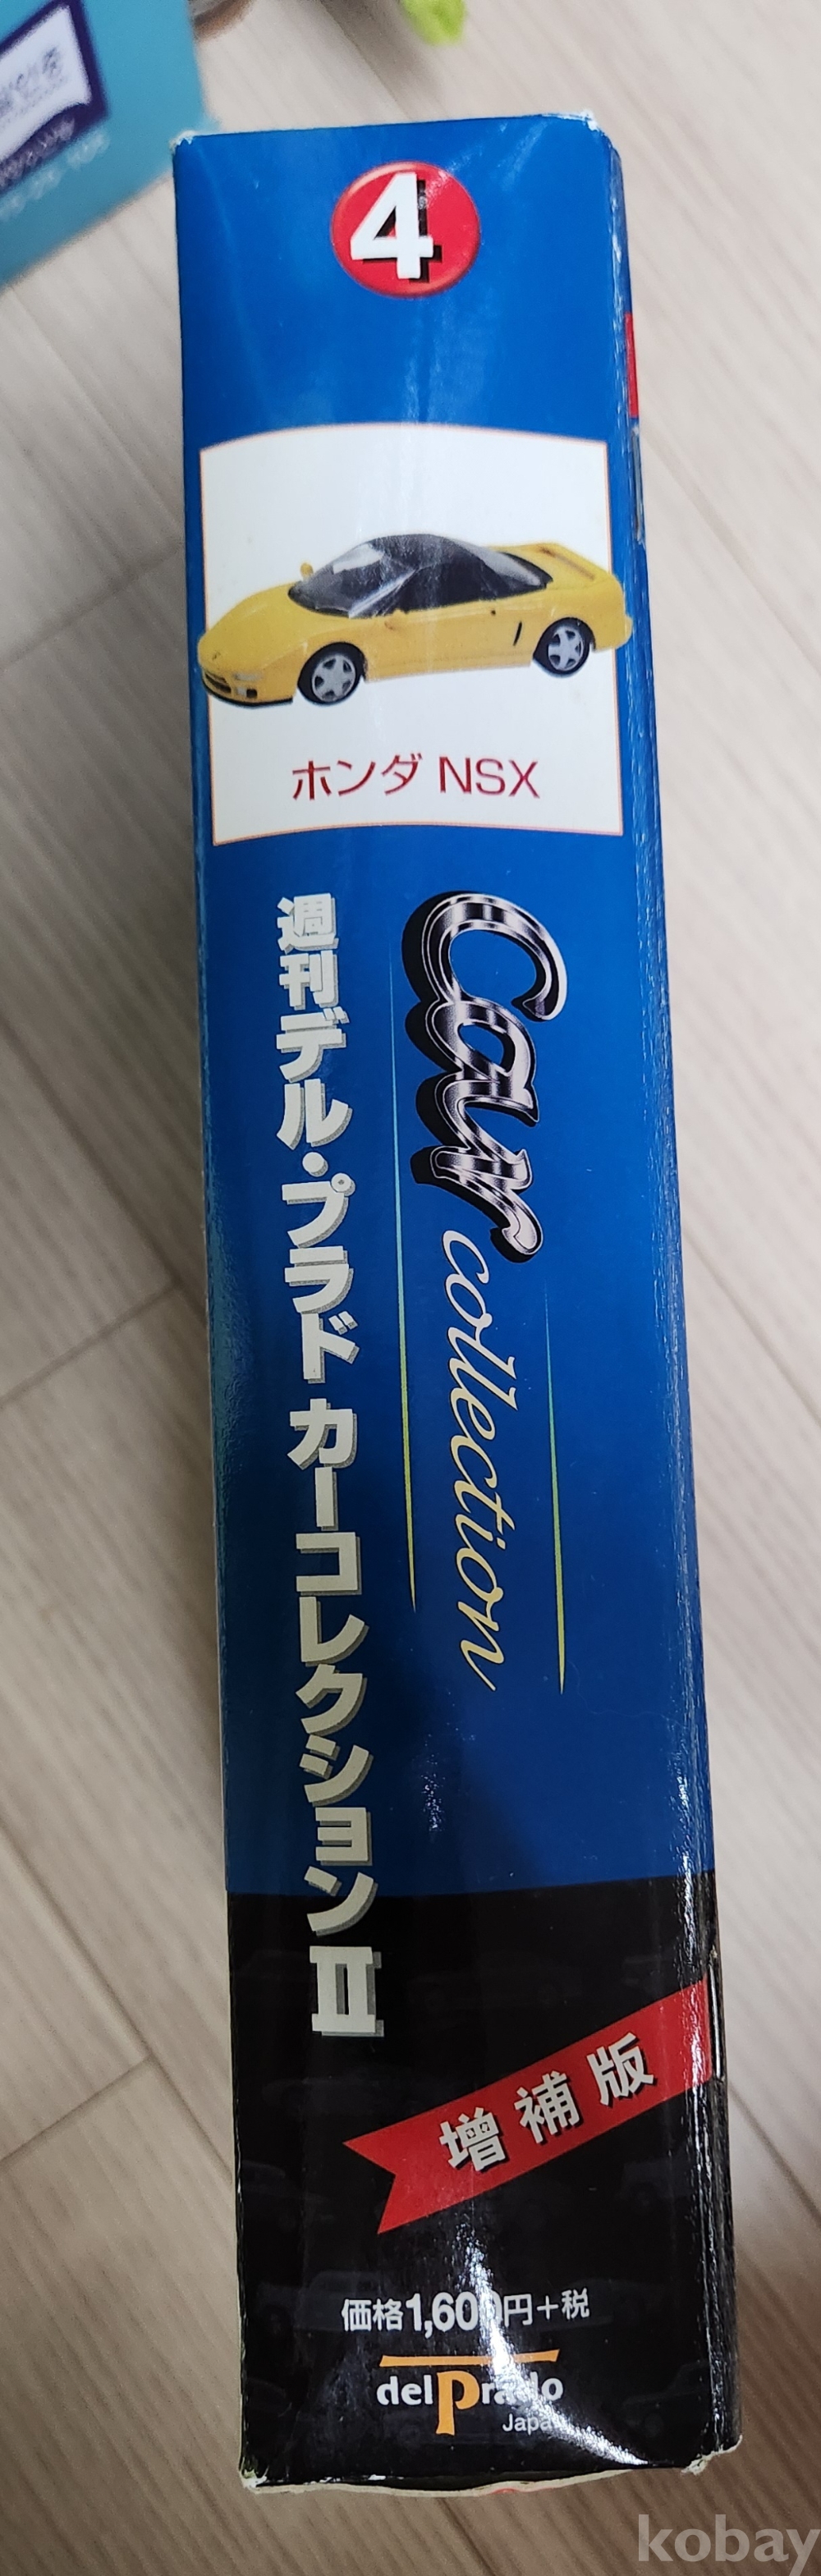 4
ホンダ NSX
Car collection
週刊デル・プラド カーコレクションII
増補版
価格1,600円+税
delPrado
Japan
kobay